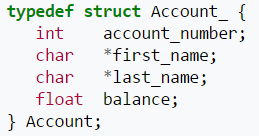 typedef struct Account_ {
    int    account_number;
    char   *first_name;
    char   *last_name;
    float  balance;
} Account;